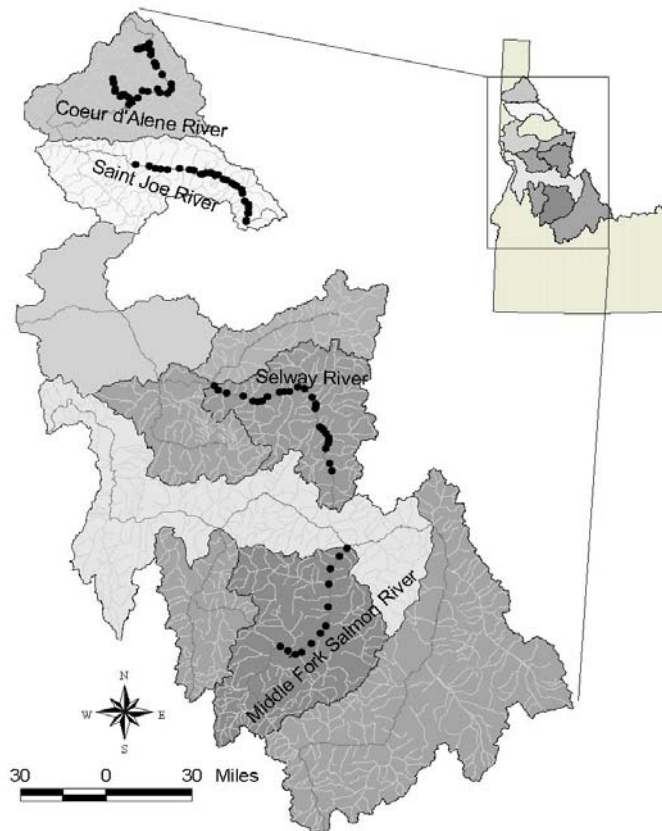 Coeur d'Alene River
Saint Joe River
Selway River
Middle Fork Salmon River
N
W E
S
30 0 30 Miles